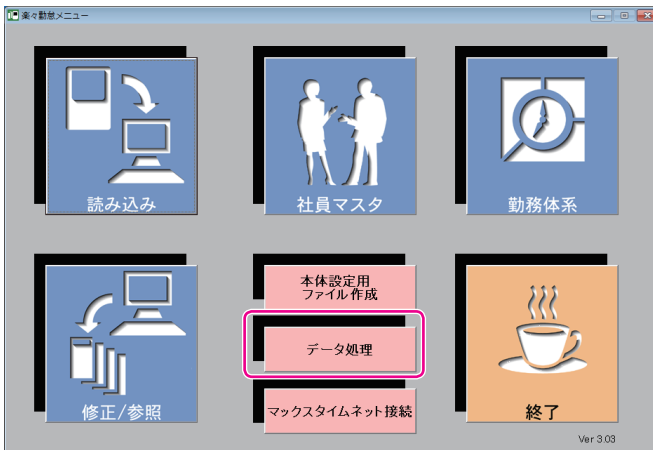 楽々勤怠メニュー
読み込み
社員マスタ
勤務体系
修正/参照
本体設定用
ファイル作成
データ処理
マックスタイムネット接続
終了
Ver 3.03